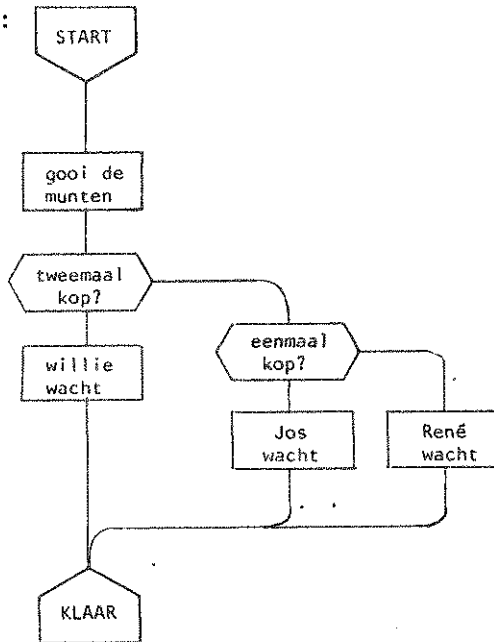 :
START
gooi de
munten
tweemaal
kop?
eenmaal
kop?
willie
wacht
Jos
wacht
René
wacht
KLAAR